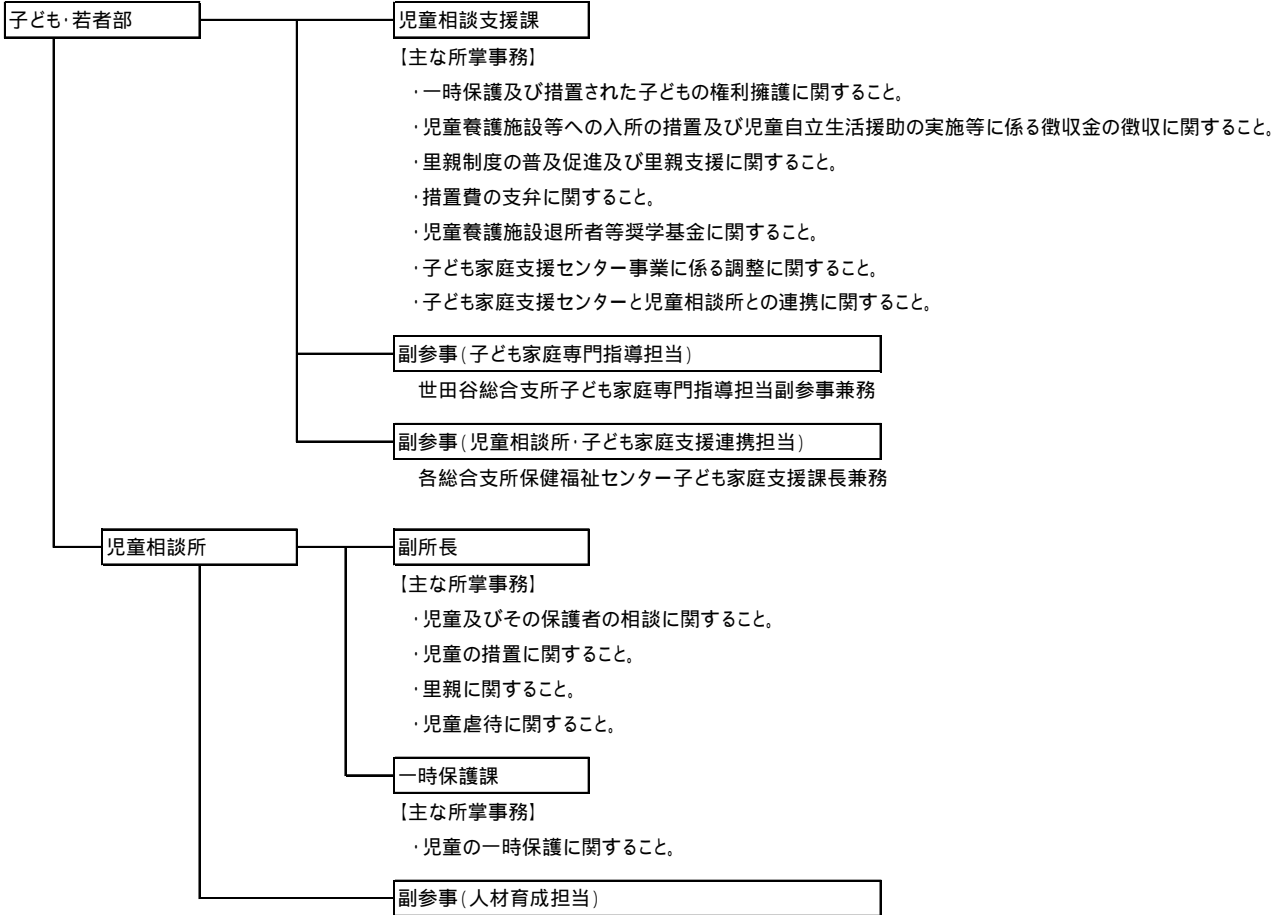 子ども・若者部
児童相談支援課
【主な所掌事務】
・一時保護及び措置された子どもの権利擁護に関すること。
・児童養護施設等への入所の措置及び児童自立生活援助の実施等に係る徴収金の徴収に関すること。
・里親制度の普及促進及び里親支援に関すること。
・措置費の支弁に関すること。
・児童養護施設退所者等奨学基金に関すること。
・子ども家庭支援センター事業に係る調整に関すること。
・子ども家庭支援センターと児童相談所との連携に関すること。
副参事(子ども家庭専門指導担当)
世田谷総合支所子ども家庭専門指導担当副参事兼務
副参事(児童相談所・子ども家庭支援連携担当)
各総合支所保健福祉センター子ども家庭支援課長兼務
児童相談所
副所長
【主な所掌事務】
・児童及びその保護者の相談に関すること。
・児童の措置に関すること。
・里親に関すること。
・児童虐待に関すること。
一時保護課
【主な所掌事務】
・児童の一時保護に関すること。
副参事(人材育成担当)